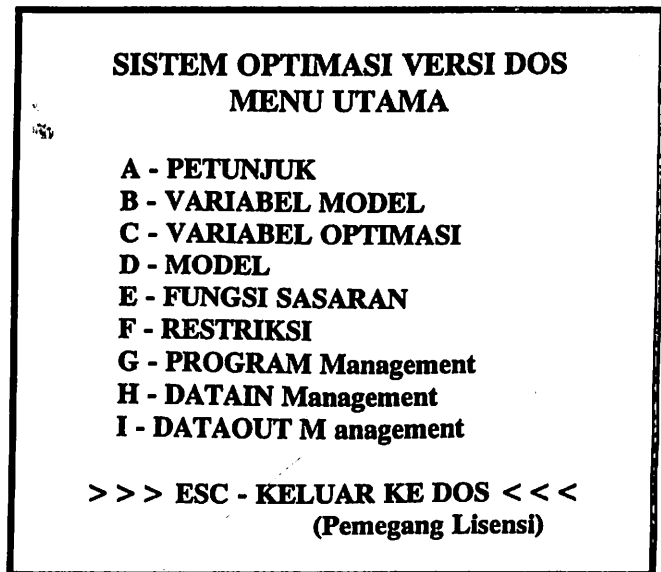 SISTEM OPTIMASI VERSI DOS
MENU UTAMA
A - PETUNJUK
B - VARIABEL MODEL
C - VARIABEL OPTIMASI
D - MODEL
E - FUNGSI SASARAN
F - RESTRIKSI
G - PROGRAM Management
H - DATAIN Management
I - DATAOUT M anagement
> > > ESC - KELUAR KE DOS < < <
(Pemegang Lisensi)